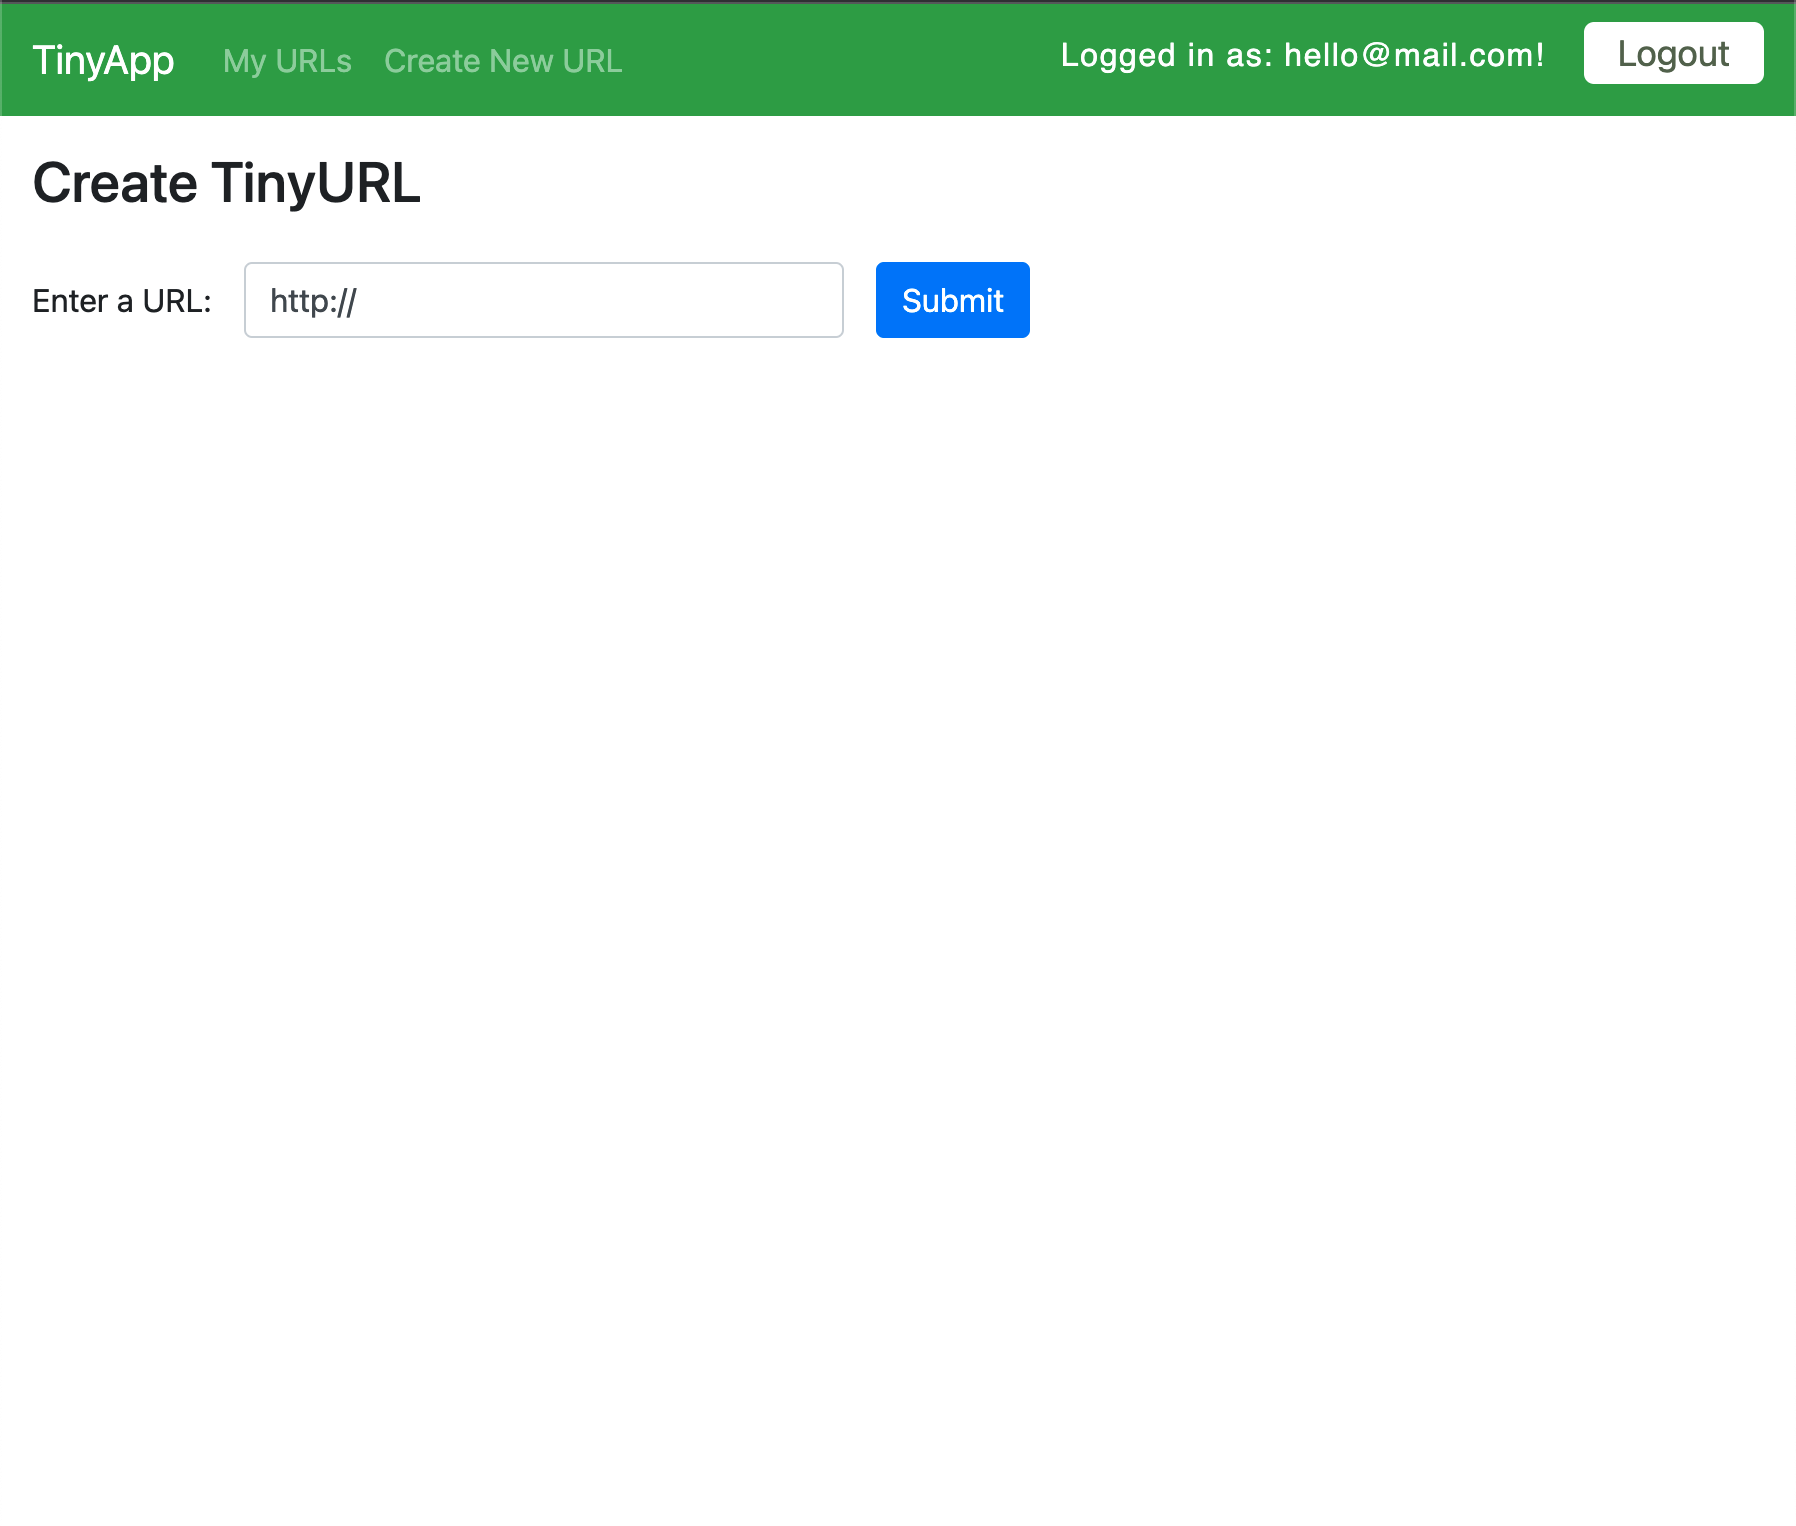 TinyApp My URLs Create New URL Logged in as: hello@mail.com! Logout
Create TinyURL
Enter a URL: http:// Submit